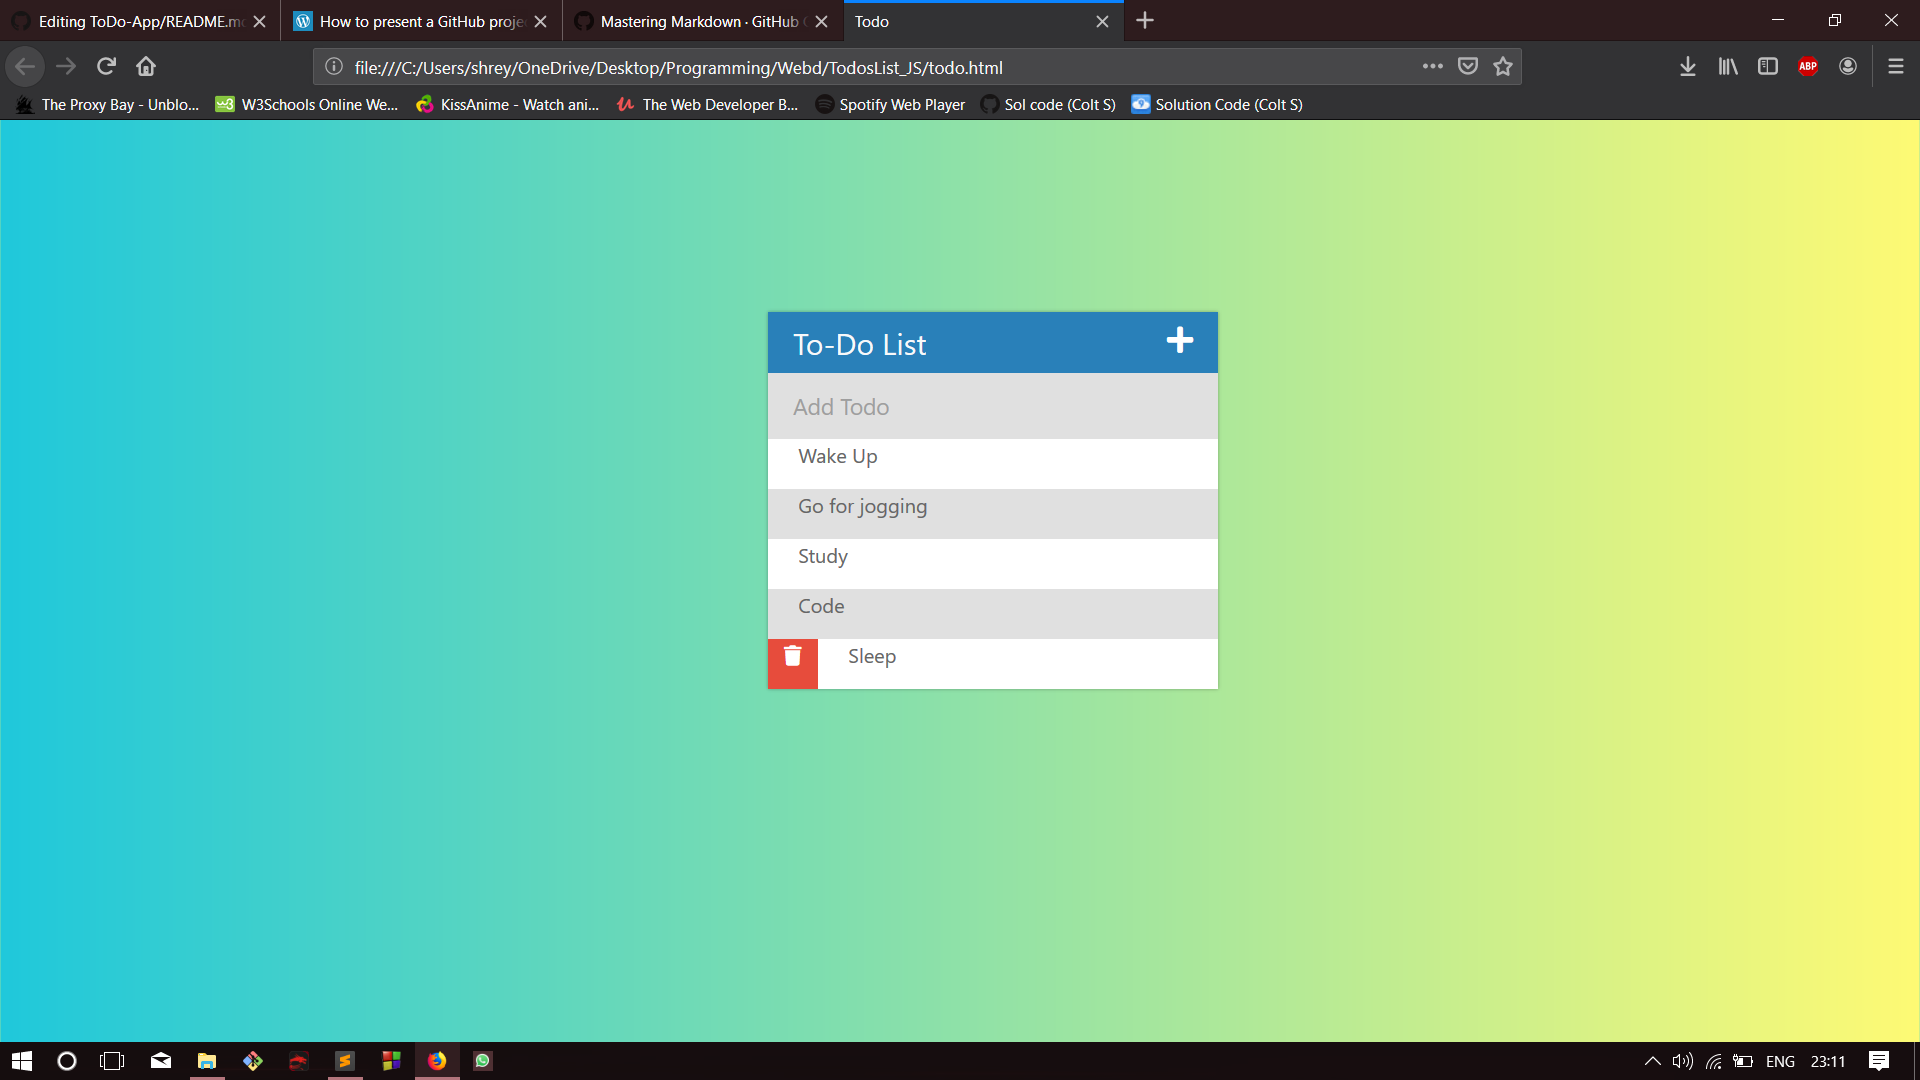 Editing ToDo-App/README.m
How to present a GitHub proje
Mastering Markdown · GitHub
Todo
file:///C:/Users/shrey/OneDrive/Desktop/Programming/Webd/TodosList_JS/todo.html
ABP
The Proxy Bay - Unblo...
W3Schools Online We...
KissAnime - Watch ani...
The Web Developer B...
Spotify Web Player
Sol code (Colt S)
Solution Code (Colt S)
To-Do List
Add Todo
Wake Up
Go for jogging
Study
Code
Sleep
ENG
23:11